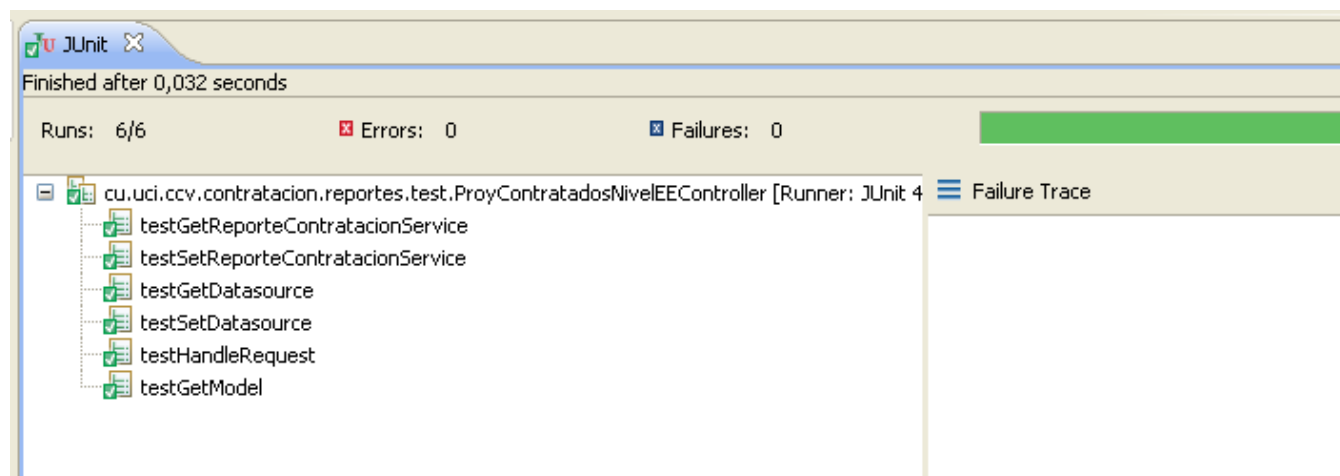 JUnit
Finished after 0,032 seconds
Runs: 6/6 Errors: 0 Failures: 0
cu.uci.ccv.contratacion.reportes.test.ProyContratadosNivelEEController [Runner: JUnit 4
Failure Trace
testGetReporteContratacionService
testSetReporteContratacionService
testGetDatasource
testSetDatasource
testHandleRequest
testGetModel